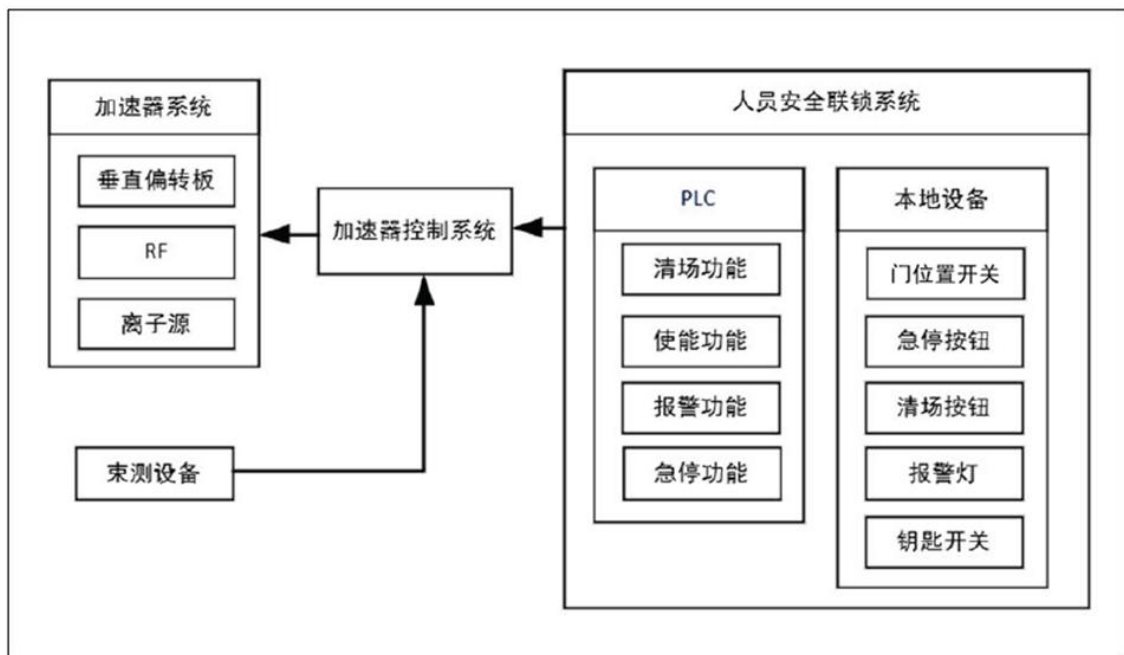 加速器系统
垂直偏转板
RF
离子源
束测设备
加速器控制系统
人员安全联锁系统
PLC
清场功能
使能功能
报警功能
急停功能
本地设备
门位置开关
急停按钮
清场按钮
报警灯
钥匙开关